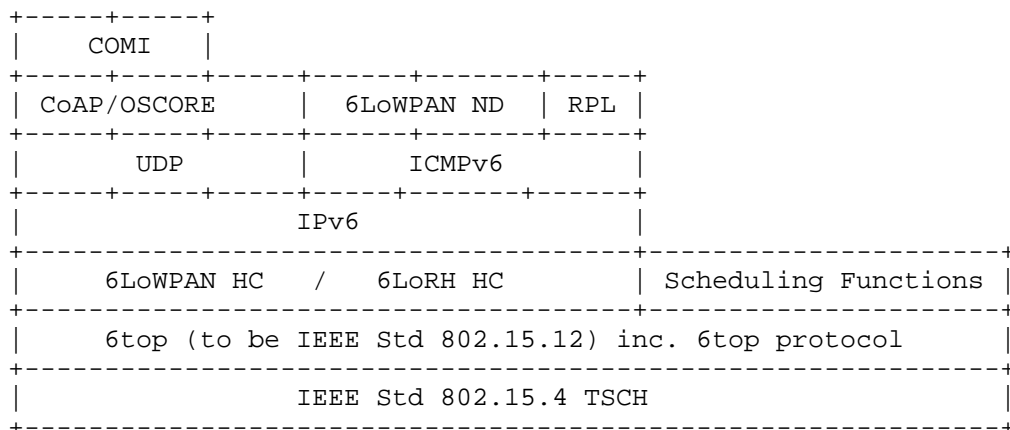 COMI
CoAP/OSCORE | 6LoWPAN ND | RPL
UDP | ICMPv6
IPv6
6LoWPAN HC / 6LoRH HC | Scheduling Functions
6top (to be IEEE Std 802.15.12) inc. 6top protocol
IEEE Std 802.15.4 TSCH